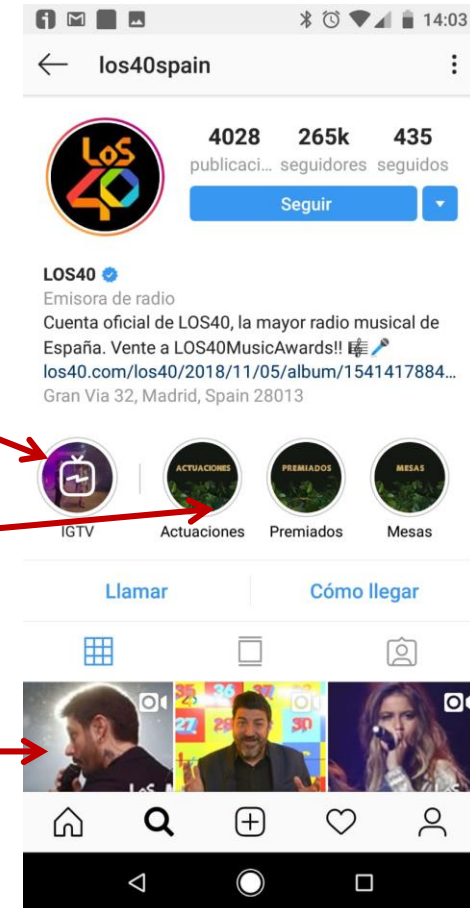 14:03
los40spain
LOS
40
4028 265k 435
publicaci... seguidores seguidos
Seguir
LOS40
Emisora de radio
Cuenta oficial de LOS40, la mayor radio musical de
España. Vente a LOS40MusicAwards!!
los40.com/los40/2018/11/05/album/1541417884...
Gran Via 32, Madrid, Spain 28013
ACTUACIONES PREMIADOS MESAS
IGTV Actuaciones Premiados Mesas
Llamar Cómo llegar
36
27 28 30